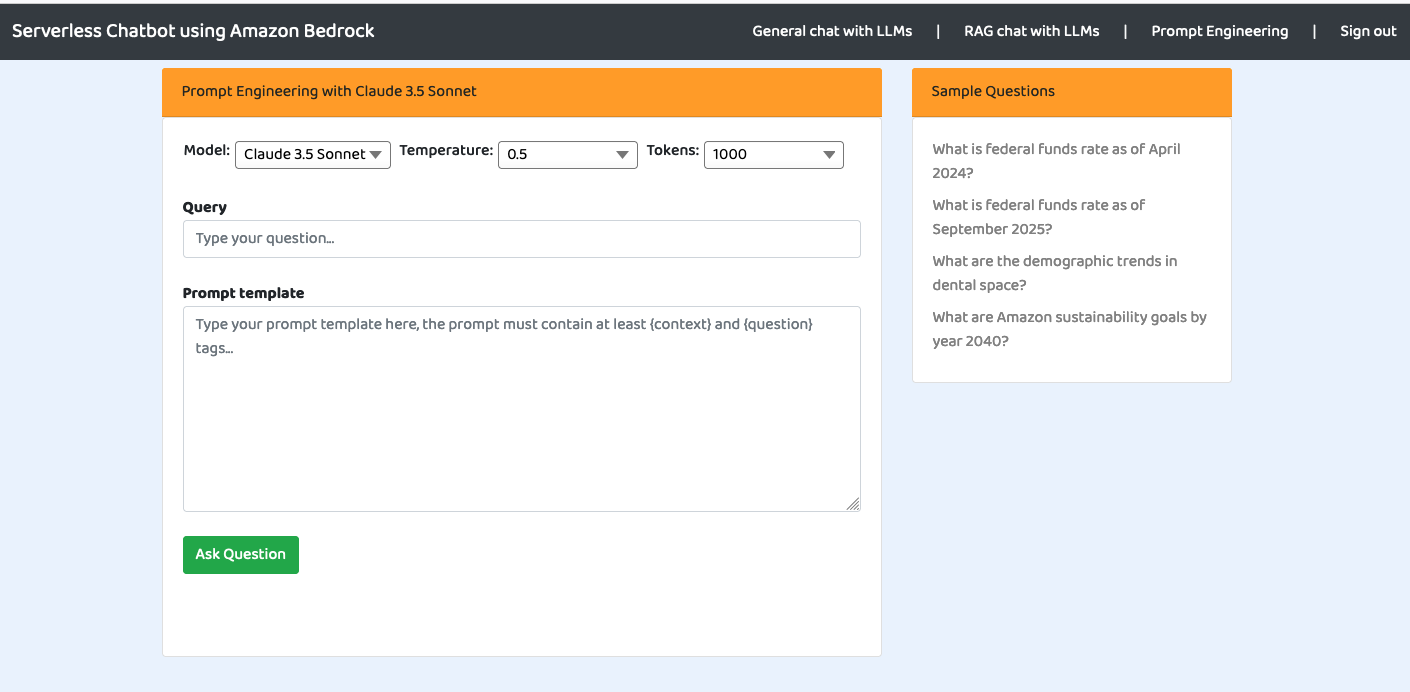 Serverless Chatbot using Amazon Bedrock
General chat with LLMs | RAG chat with LLMs | Prompt Engineering | Sign out
Prompt Engineering with Claude 3.5 Sonnet
Model: Claude 3.5 Sonnet Temperature: 0.5 Tokens: 1000
Query
Type your question...
Prompt template
Type your prompt template here, the prompt must contain at least {context} and {question}
tags...
Ask Question
Sample Questions
What is federal funds rate as of April
2024?
What is federal funds rate as of
September 2025?
What are the demographic trends in
dental space?
What are Amazon sustainability goals by
year 2040?